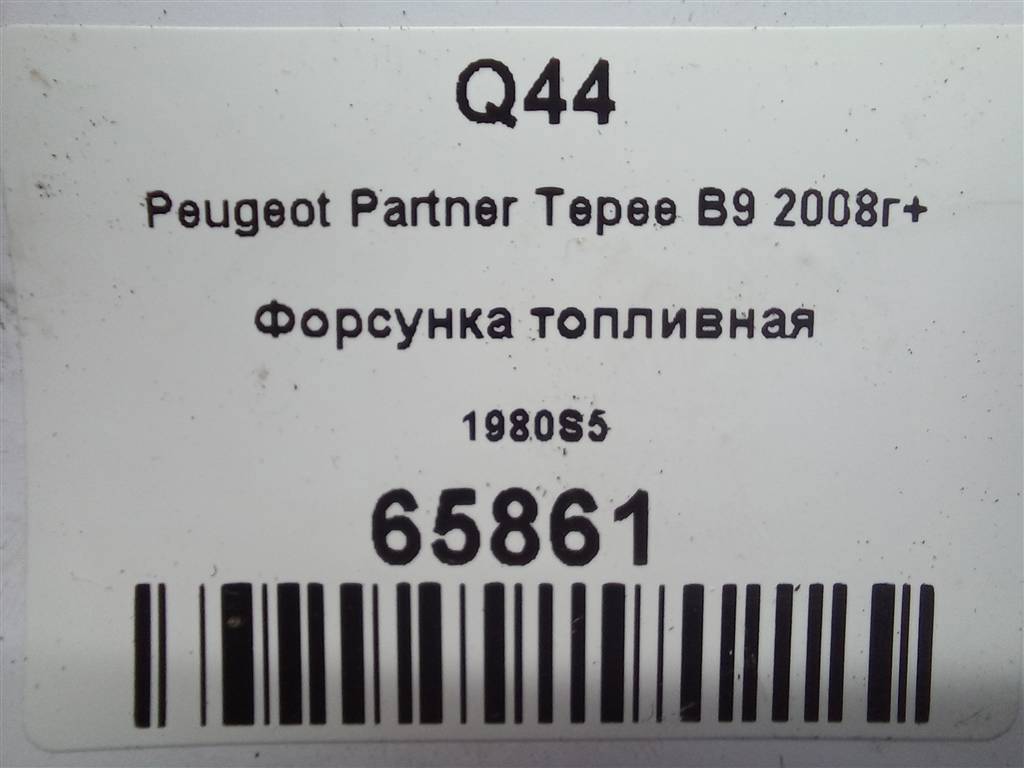 Q44
Peugeot Partner Tepee B9 2008г+
Форсунка топливная
1980S5
65861